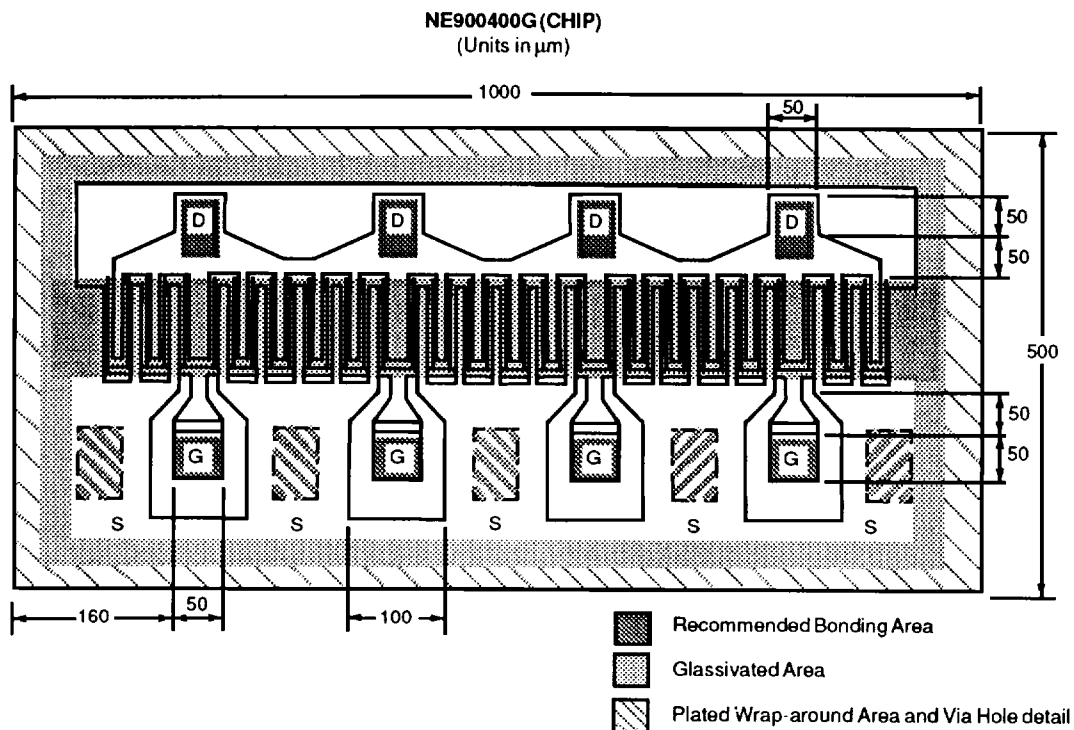 NE900400G (CHIP)
(Units in µm)
1000
50
D
D
D
D
50
50
500
50
50
G
G
G
G
S
S
S
S
S
160
50
100
Recommended Bonding Area
Glassivated Area
Plated Wrap-around Area and Via Hole detail